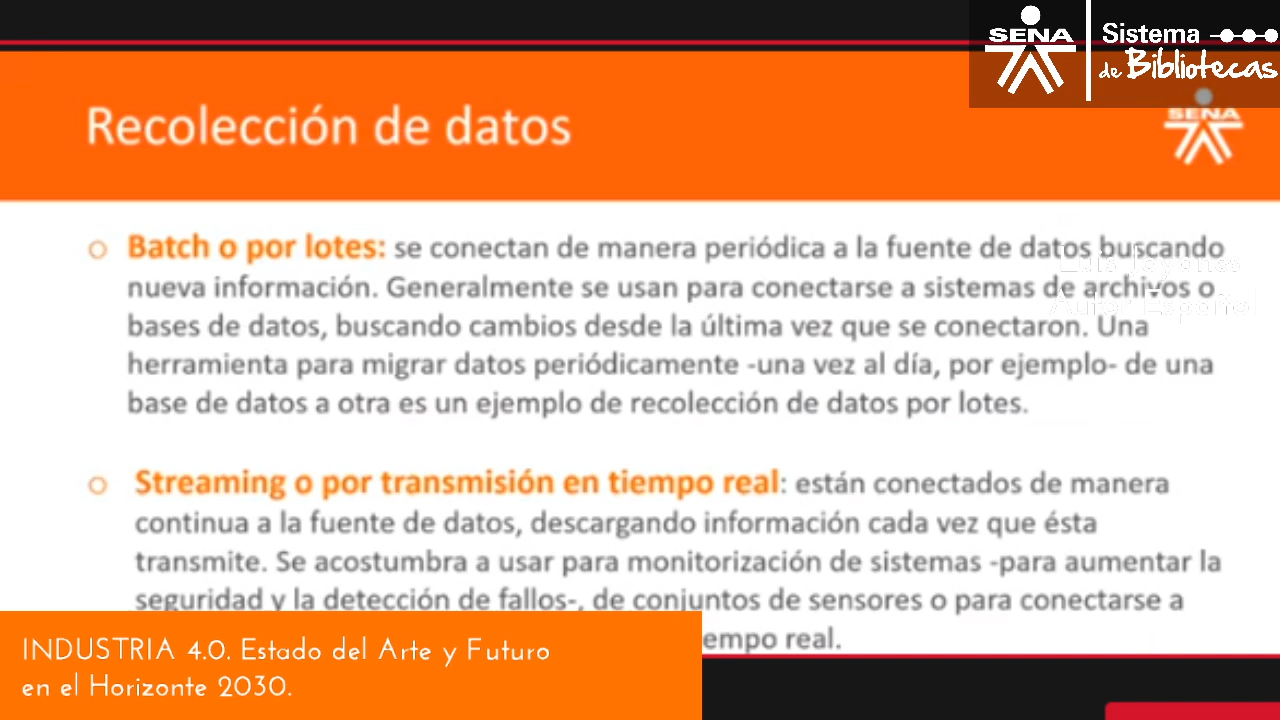 SENA
Sistema
de Bibliotecas
SENA
Recolección de datos
Batch o por lotes: se conectan de manera periódica a la fuente de datos buscando
nueva información. Generalmente se usan para conectarse a sistemas de archivos o
bases de datos, buscando cambios desde la última vez que se conectaron. Una
herramienta para migrar datos periódicamente -una vez al día, por ejemplo- de una
base de datos a otra es un ejemplo de recolección de datos por lotes.
Autor Español
Streaming o por transmisión en tiempo real: están conectados de manera
continua a la fuente de datos, descargando información cada vez que ésta
transmite. Se acostumbra a usar para monitorización de sistemas -para aumentar la
seguridad y la detección de fallos-, de conjuntos de sensores o para conectarse a
real.
INDUSTRIA 4.0. Estado del Arte y Futuro
en el Horizonte 2030.